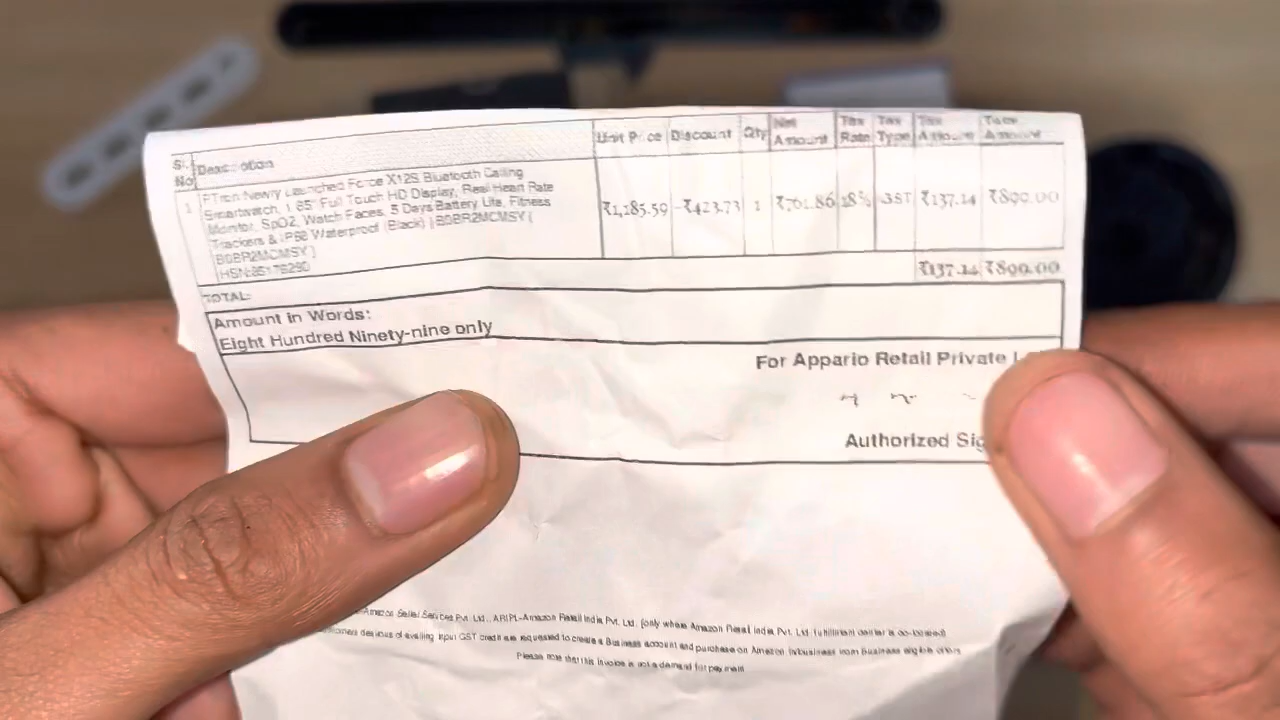 Sl. No Description Unit Price Discount Qty Net Amount Tax Rate Tax Type Tax Amount Total Amount
1 PTron Newly Launched Force X12S Bluetooth Calling
Smartwatch, 1.85" Full Touch HD Display, Real Heart Rate
Monitor, SpO2, Watch Faces, 5 Days Battery Life, Fitness
Trackers & IP68 Waterproof (Black) | B0BR2MCMSY (
B0BR2MCMSY )
HSN:85176290
₹1,185.59 -₹423.73 1 ₹761.86 18% ₹137.14 ₹899.00
TOTAL: ₹137.14 ₹899.00
Amount in Words:
Eight Hundred Ninety-nine only
For Appario Retail Private
Authorized
Amazon Seller Services Pvt. Ltd., ARIPL-Amazon Retail India Pvt. Ltd. (only where Amazon Retail India Pvt. Ltd. fulfillment center is co-located)
desirous of availing input GST credit are requested to create a Business account and purchase on Amazon.in/business from Business eligible offers
Please note that this invoice is not a demand for payment